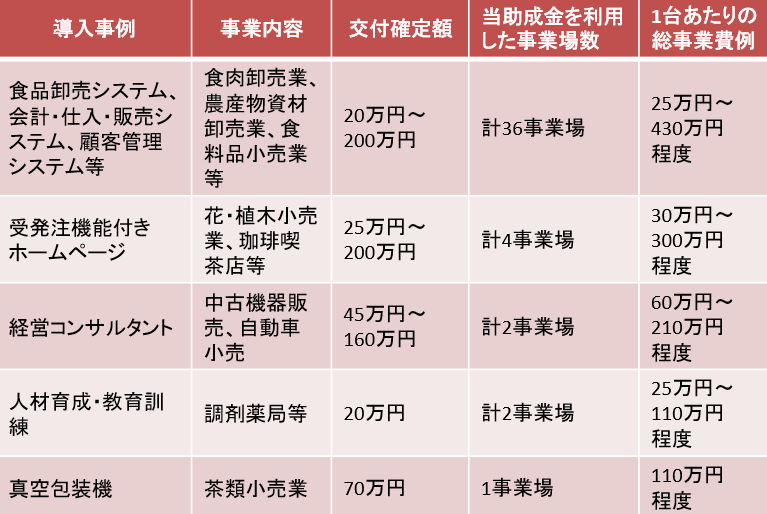 導入事例
事業内容
交付確定額
当助成金を利用
した事業場数
1台あたりの
総事業費例
食品卸売システム、
会計・仕入・販売シ
ステム、顧客管理
システム等
食肉卸売業、
農産物資材
卸売業、食
料品小売業
等
20万円～
200万円
計36事業場
25万円～
430万円
程度
受発注機能付き
ホームページ
花・植木小売
業、珈琲喫
茶店等
25万円～
200万円
計4事業場
30万円～
300万円
程度
経営コンサルタント
中古機器販
売、自動車
小売
45万円～
160万円
計2事業場
60万円～
210万円
程度
人材育成・教育訓
練
調剤薬局等
20万円
計2事業場
25万円～
110万円
程度
真空包装機
茶類小売業
70万円
1事業場
110万円
程度